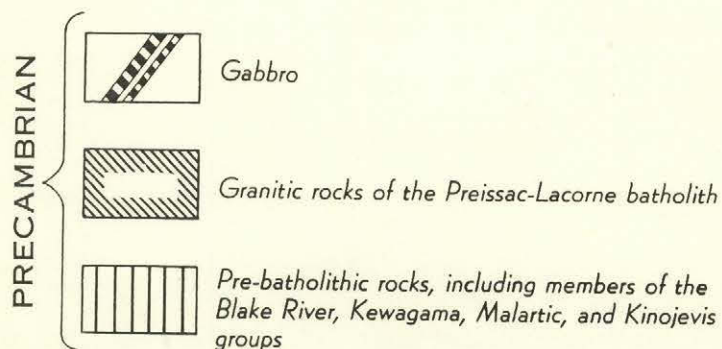 PRECAMBRIAN
Gabbro
Granitic rocks of the Preissac-Lacorne batholith
Pre-batholithic rocks, including members of the
Blake River, Kewagama, Malartic, and Kinojevis
groups